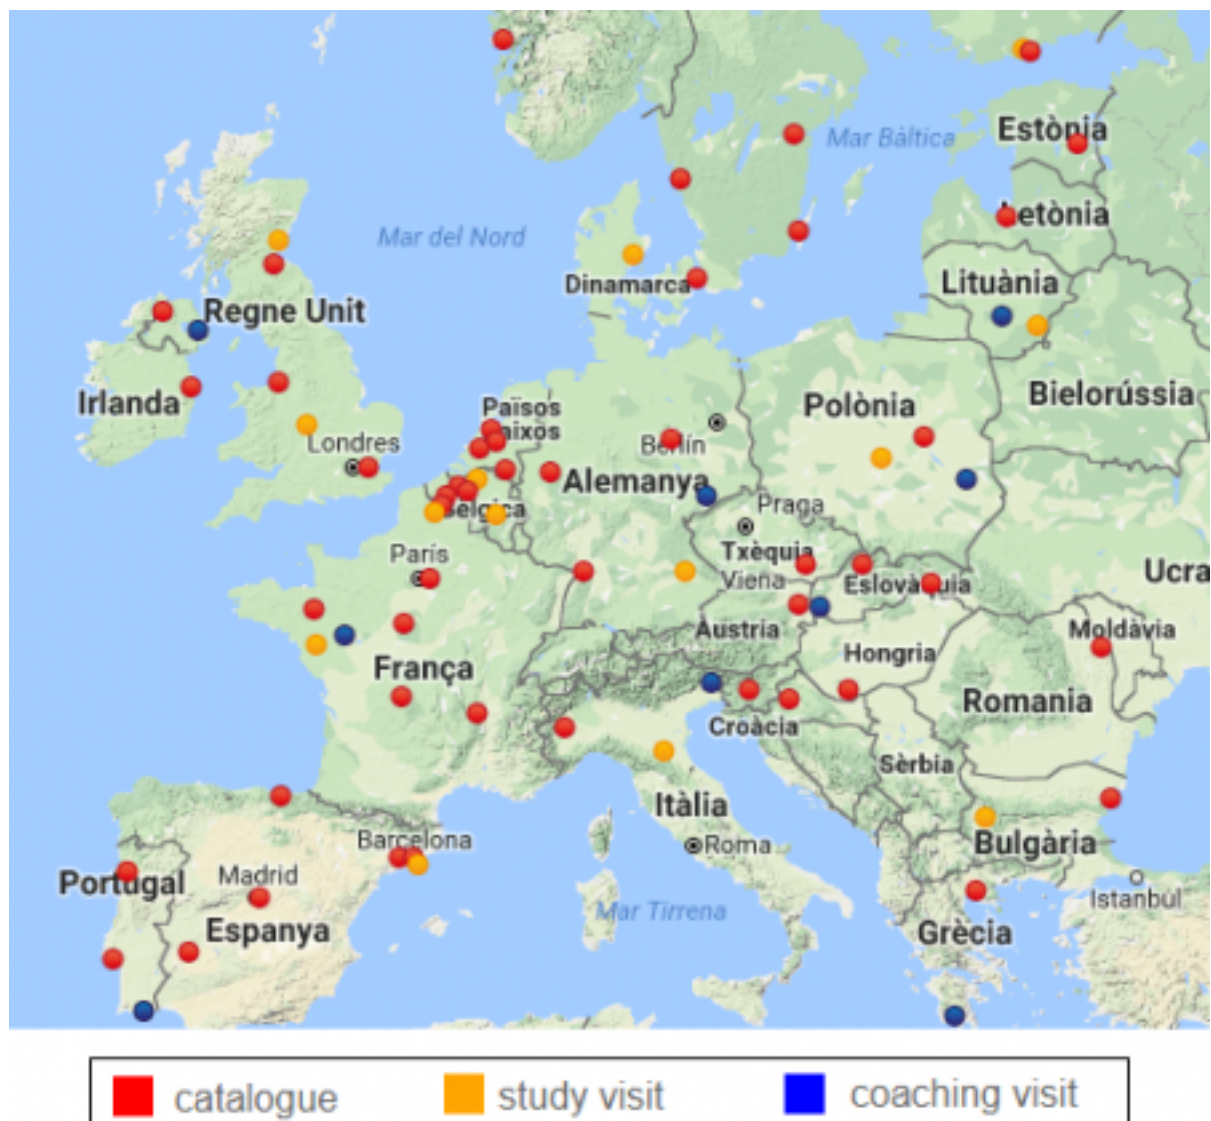 Estònia
Mar Bàltica
Letònia
Mar del Nord
Dinamarca
Lituània
Regne Unit
Bielorússia
Irlanda
Països
Baixos
Polònia
Londres
Berlín
Alemanya
Bèlgica
Praga
París
Txèquia
Viena
Eslovàquia
Ucra
Àustria
Moldàvia
Hongria
França
Romania
Croàcia
Sèrbia
Itàlia
Barcelona
Roma
Bulgària
Portugal
Madrid
Istanbul
Mar Tirrena
Espanya
Grècia
catalogue
study visit
coaching visit